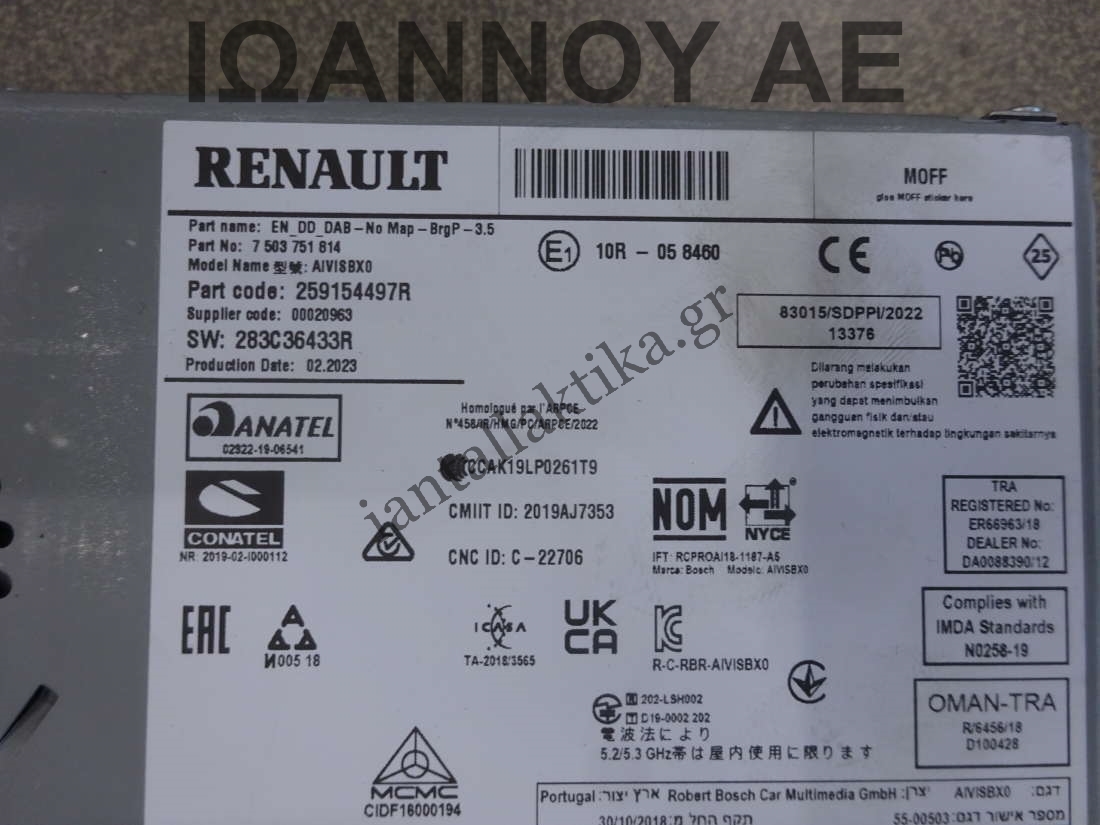 ΙΩΑΝΝΟΥ ΑΕ
RENAULT
MOFF
glue MOFF sticker here
Part name: EN_DD_DAB-No Map-BrgP-3.5
Part No: 7 503 751 814
Model Name 型號: AIVISBX0
Part code: 259154497R
Supplier code: 00020963
SW: 283C36433R
Production Date: 02.2023
E1
10R - 05 8460
CE
Pb
25
83015/SDPPI/2022
13376
Dilarang melakukan
perubahan spesifikasi
yang dapat menimbulkan
gangguan fisik dan/atau
elektromagnetik terhadap lingkungan sekitarnya
jantallaktika.gr
ANATEL
02922-19-06541
Homologué par l'ARPCE
N°458/IR/HMG/PC/ARPCE/2022
CONATEL
NR: 2019-02-I000112
CCAK19LP0261T9
CMIIT ID: 2019AJ7353
CNC ID: C-22706
NOM
NYCE
IFT: RCPROAI18-1187-A5
Marca: Bosch Modelo: AIVISBX0
TRA
REGISTERED No:
ER66963/18
DEALER No:
DA0088390/12
EAC
И005 18
ICASA
TA-2018/3565
UK
CA
R-C-RBR-AIVISBX0
Complies with
IMDA Standards
N0258-19
R 202-LSH002
T D19-0002 202
電波法により
5.2/5.3 GHz帯は屋内使用に限ります
OMAN-TRA
R/6456/18
D100428
MCMC
CIDF16000194
דגם: AIVISBX0 יצרן: Robert Bosch Car Multimedia GmbH ארץ יצור: Portugal
מספר אישור דגם: 55-00503 תקף החל מ: 30/10/2018